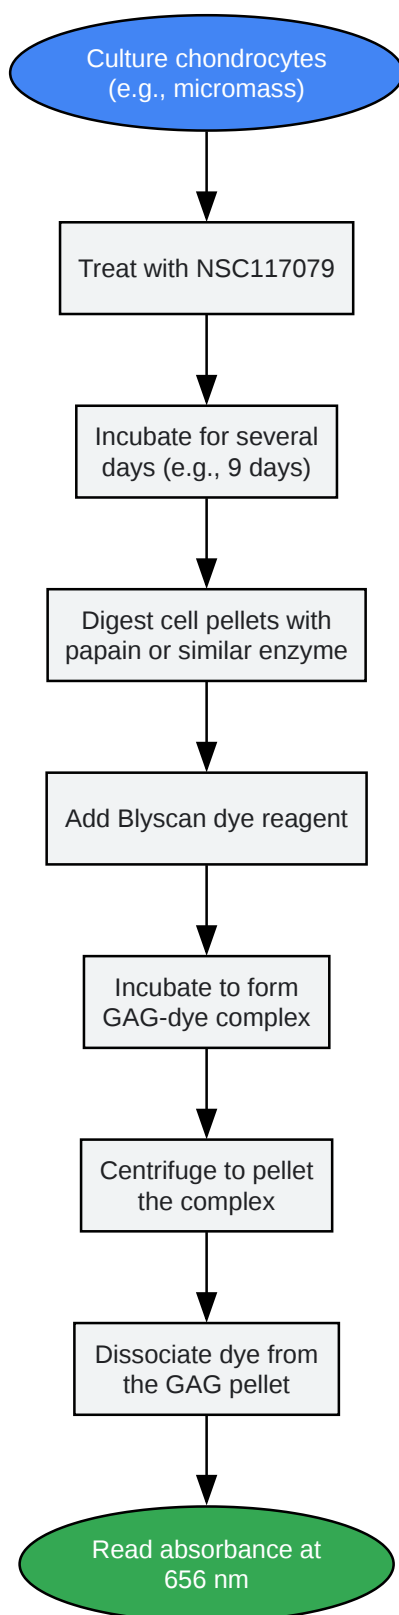 Culture chondrocytes
(e.g., micromass)
Treat with NSC117079
Incubate for several
days (e.g., 9 days)
Digest cell pellets with
papain or similar enzyme
Add Blyscan dye reagent
Incubate to form
GAG-dye complex
Centrifuge to pellet
the complex
Dissociate dye from
the GAG pellet
Read absorbance at
656 nm